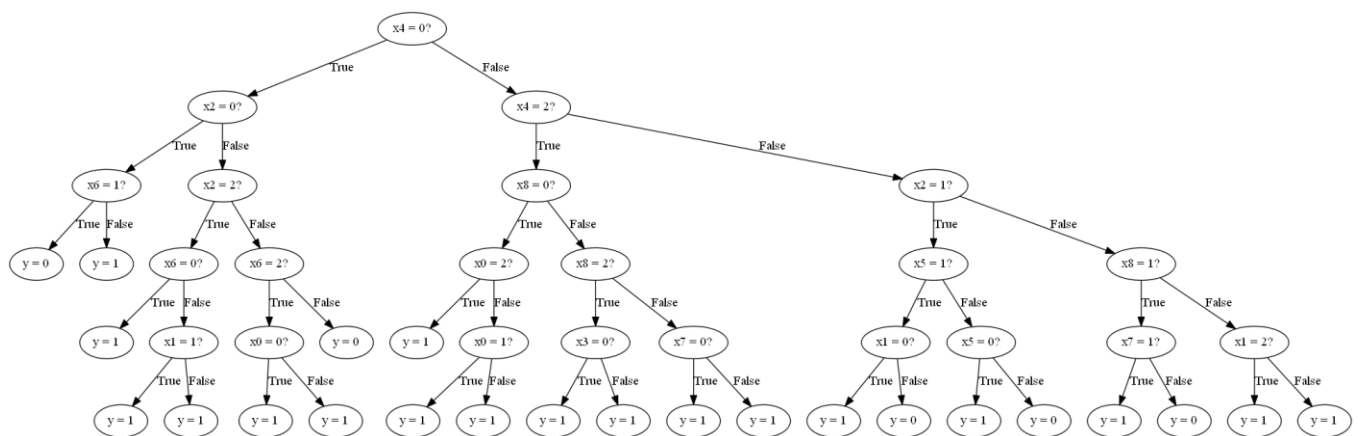 x4 = 0?
True False
x2 = 0? x4 = 2?
True False True False
x6 = 1? x2 = 2? x8 = 0? x2 = 1?
True False True False True False True False
y = 0 y = 1 x6 = 0? x6 = 2? x0 = 2? x8 = 2? x5 = 1? x8 = 1?
True False True False True False True False True False True False
y = 1 x1 = 1? x0 = 0? y = 0 y = 1 x0 = 1? x3 = 0? x7 = 0? x1 = 0? x5 = 0? x7 = 1? x1 = 2?
True False True False True False True False True False True False True False True False True False
y = 1 y = 1 y = 1 y = 1 y = 1 y = 1 y = 1 y = 1 y = 1 y = 1 y = 1 y = 0 y = 1 y = 0 y = 1 y = 0 y = 1 y = 1